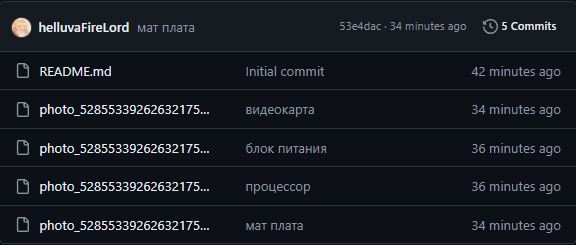 helluvaFireLord мат плата 53e4dac · 34 minutes ago 5 Commits
README.md Initial commit 42 minutes ago
photo_52855339262632175... видеокарта 34 minutes ago
photo_52855339262632175... блок питания 36 minutes ago
photo_52855339262632175... процессор 36 minutes ago
photo_52855339262632175... мат плата 34 minutes ago